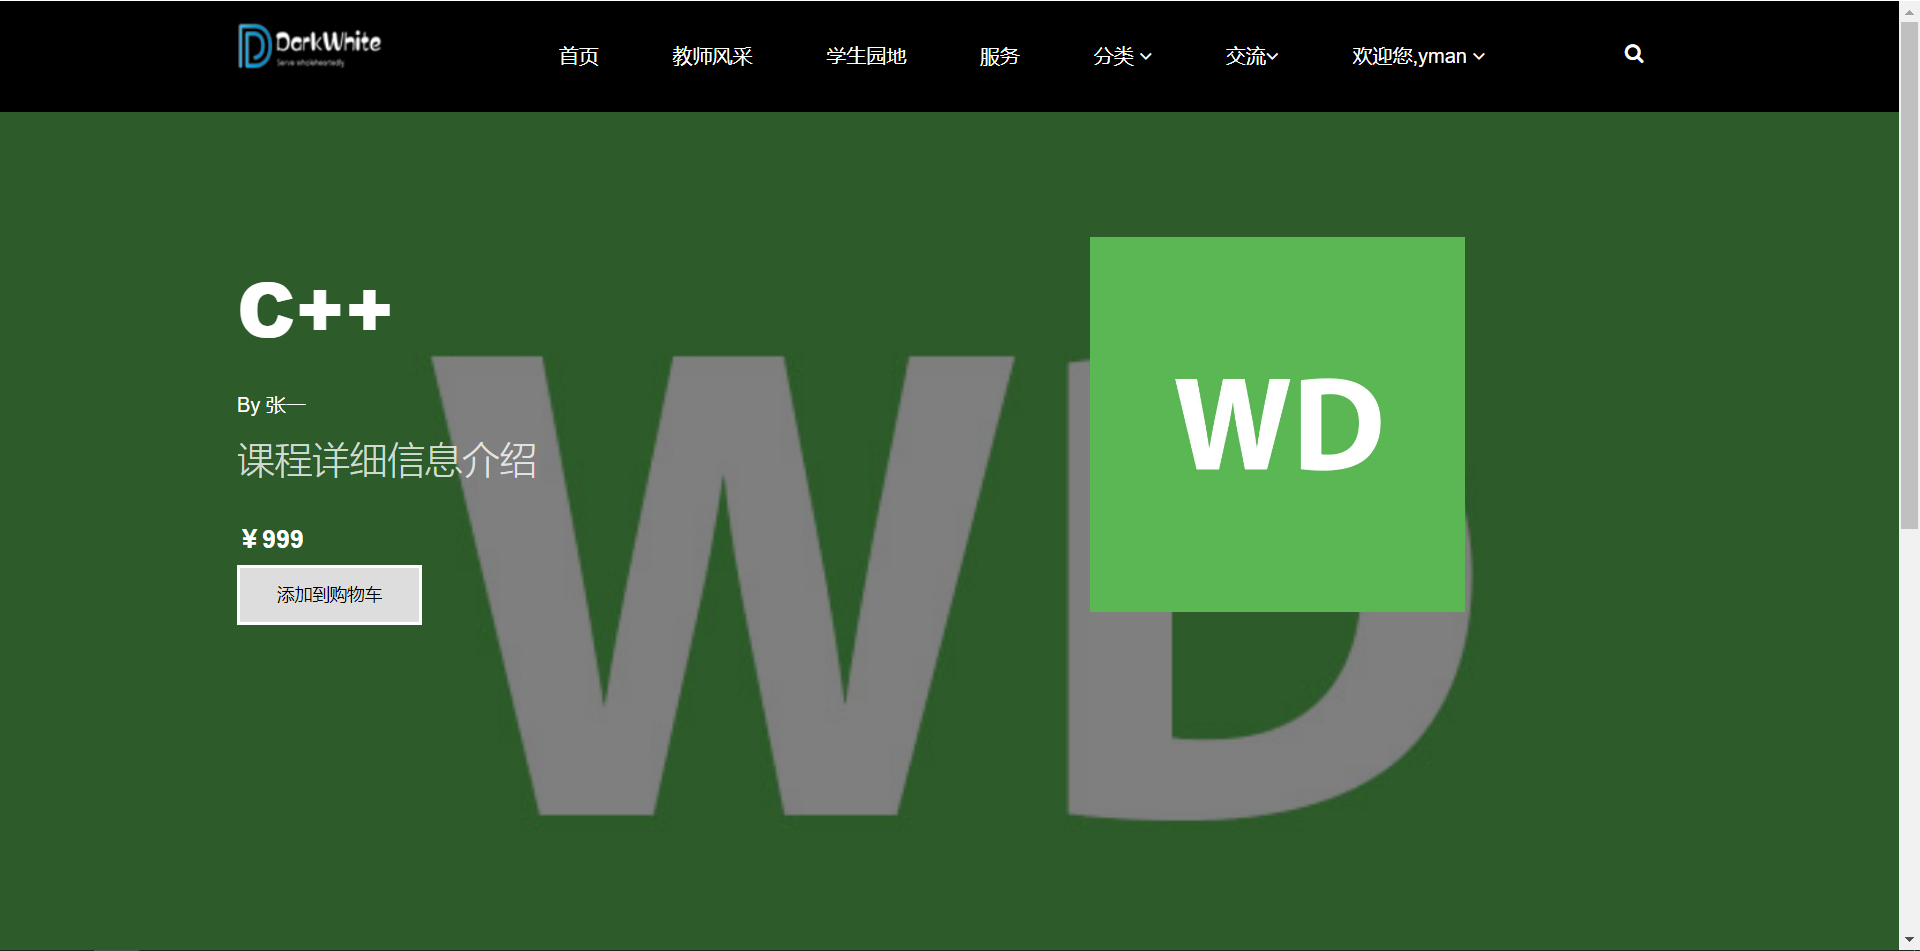 DarkWhite
Serve wholeheartedly
首页 教师风采 学生园地 服务 分类 交流 欢迎您,yman
C++
By 张一
课程详细信息介绍
￥999
添加到购物车
WD
WD